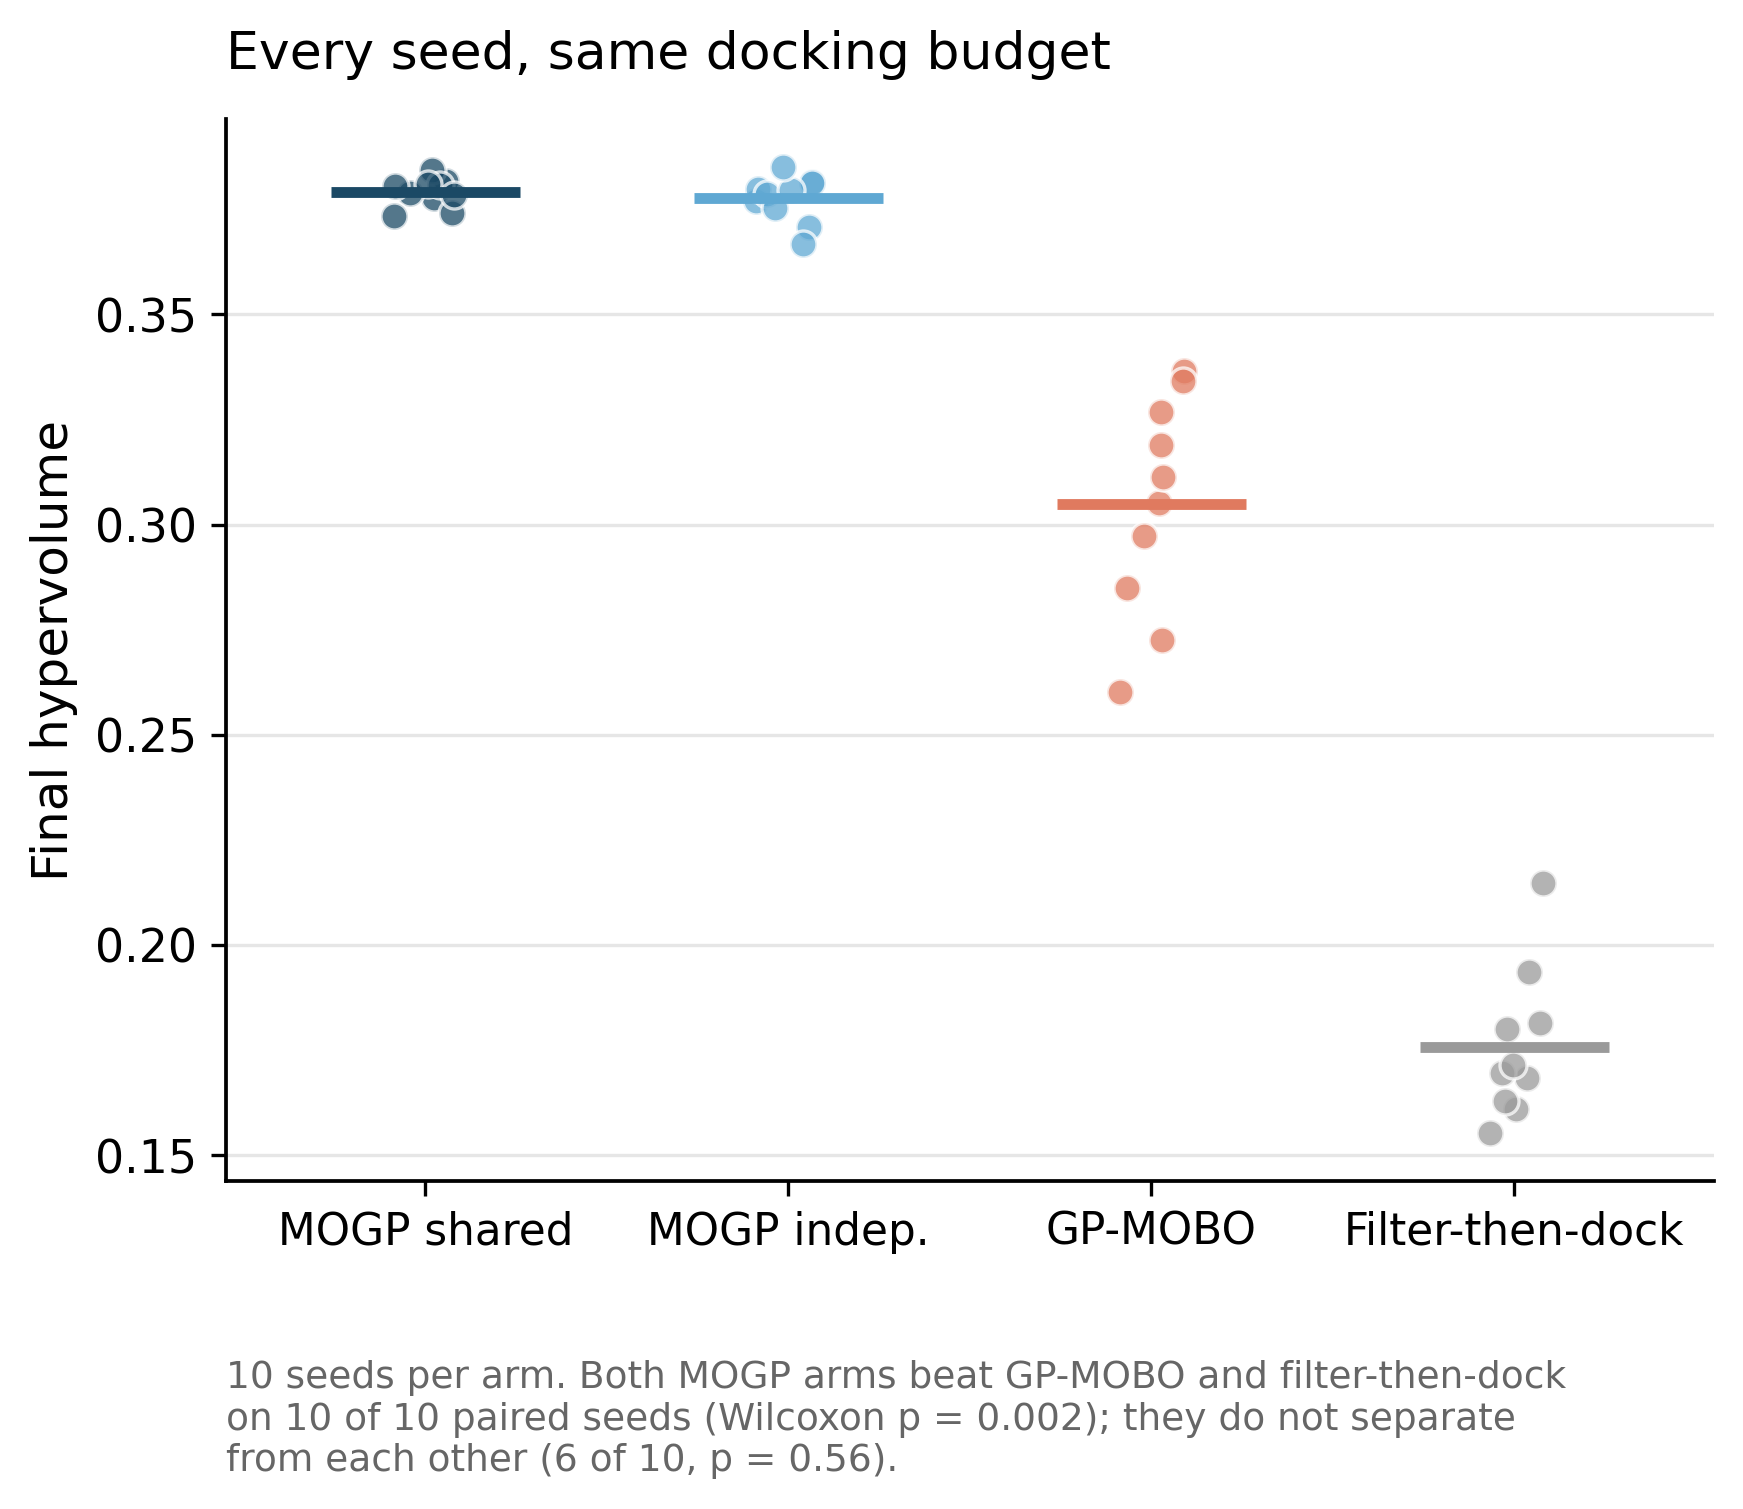 Every seed, same docking budget
Final hypervolume
0.35
0.30
0.25
0.20
0.15
MOGP shared
MOGP indep.
GP-MOBO
Filter-then-dock
10 seeds per arm. Both MOGP arms beat GP-MOBO and filter-then-dock
on 10 of 10 paired seeds (Wilcoxon p = 0.002); they do not separate
from each other (6 of 10, p = 0.56).